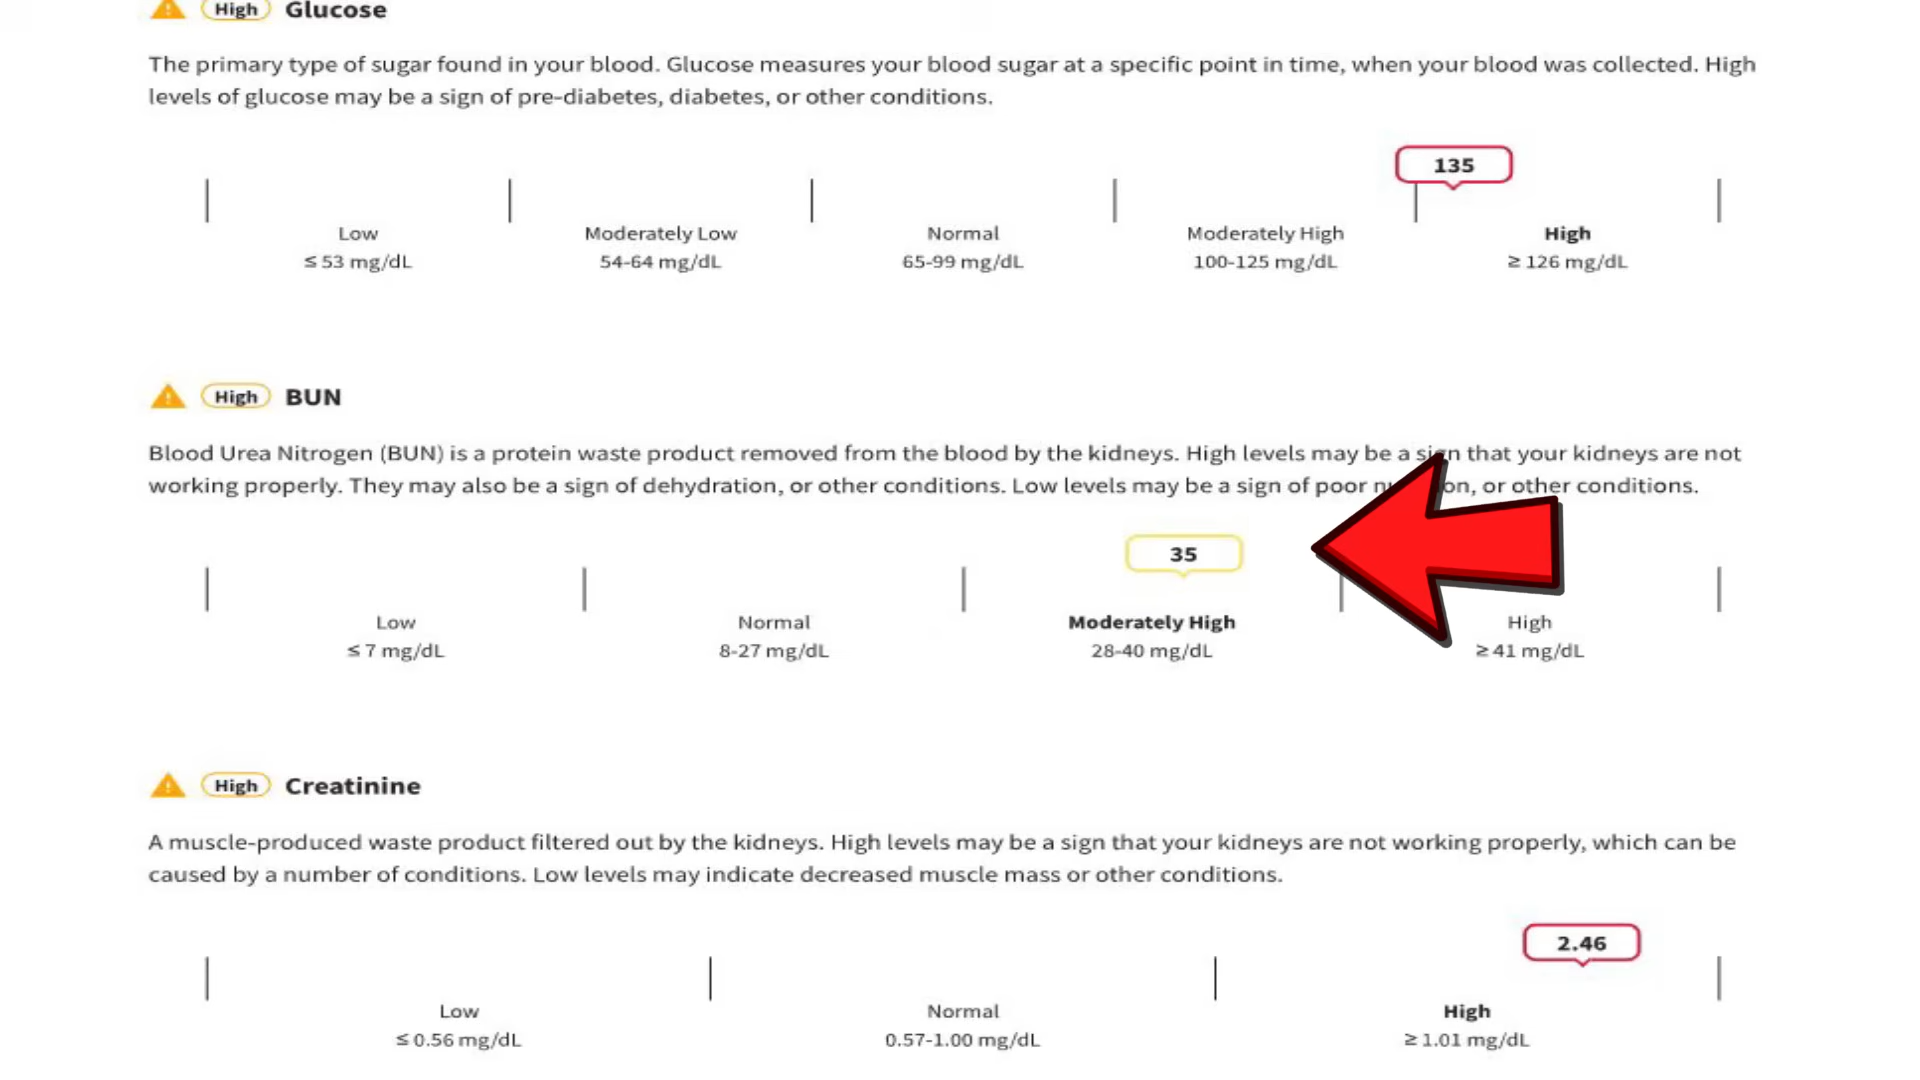 High Glucose
The primary type of sugar found in your blood. Glucose measures your blood sugar at a specific point in time, when your blood was collected. High
levels of glucose may be a sign of pre-diabetes, diabetes, or other conditions.
135
Low Moderately Low Normal Moderately High High
≤ 53 mg/dL 54-64 mg/dL 65-99 mg/dL 100-125 mg/dL ≥ 126 mg/dL
High BUN
Blood Urea Nitrogen (BUN) is a protein waste product removed from the blood by the kidneys. High levels may be a sign that your kidneys are not
working properly. They may also be a sign of dehydration, or other conditions. Low levels may be a sign of poor or other conditions.
35
Low Normal Moderately High High
≤ 7 mg/dL 8-27 mg/dL 28-40 mg/dL ≥ 41 mg/dL
High Creatinine
A muscle-produced waste product filtered out by the kidneys. High levels may be a sign that your kidneys are not working properly, which can be
caused by a number of conditions. Low levels may indicate decreased muscle mass or other conditions.
2.46
Low Normal High
≤ 0.56 mg/dL 0.57-1.00 mg/dL ≥ 1.01 mg/dL